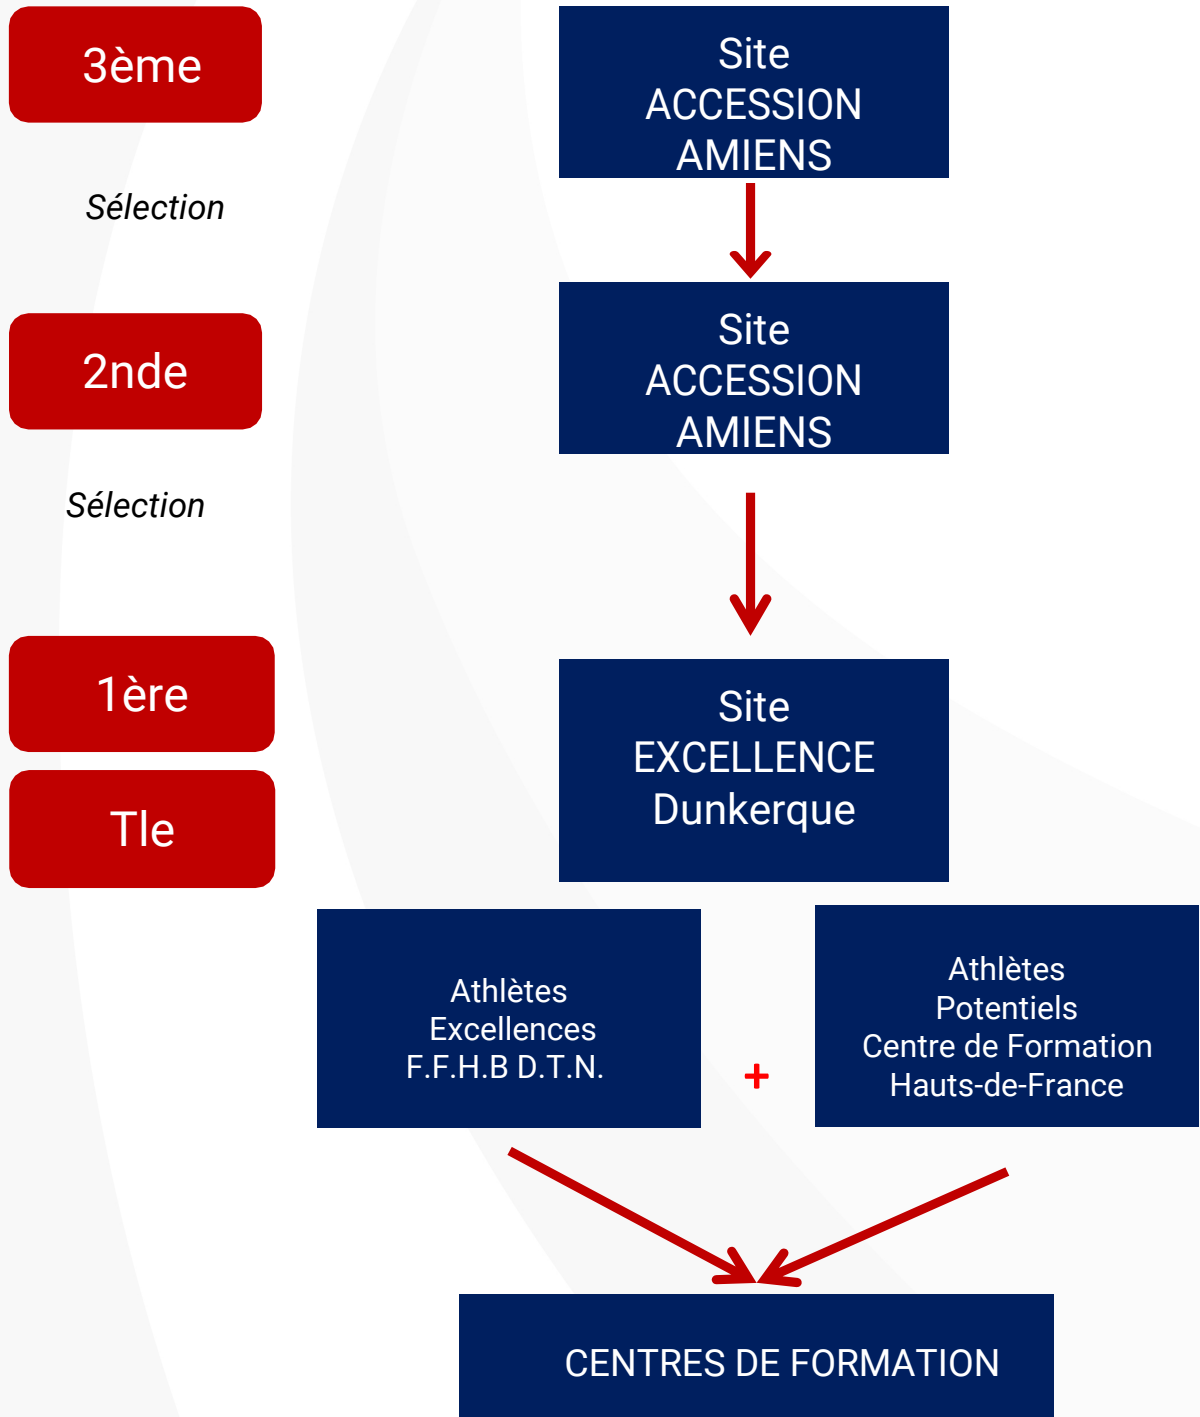 3ème
Site
ACCESSION
AMIENS
Sélection
2nde
Site
ACCESSION
AMIENS
Sélection
1ère
Site
EXCELLENCE
Dunkerque
Tle
Athlètes
Excellences
F.F.H.B D.T.N.
+
Athlètes
Potentiels
Centre de Formation
Hauts-de-France
CENTRES DE FORMATION